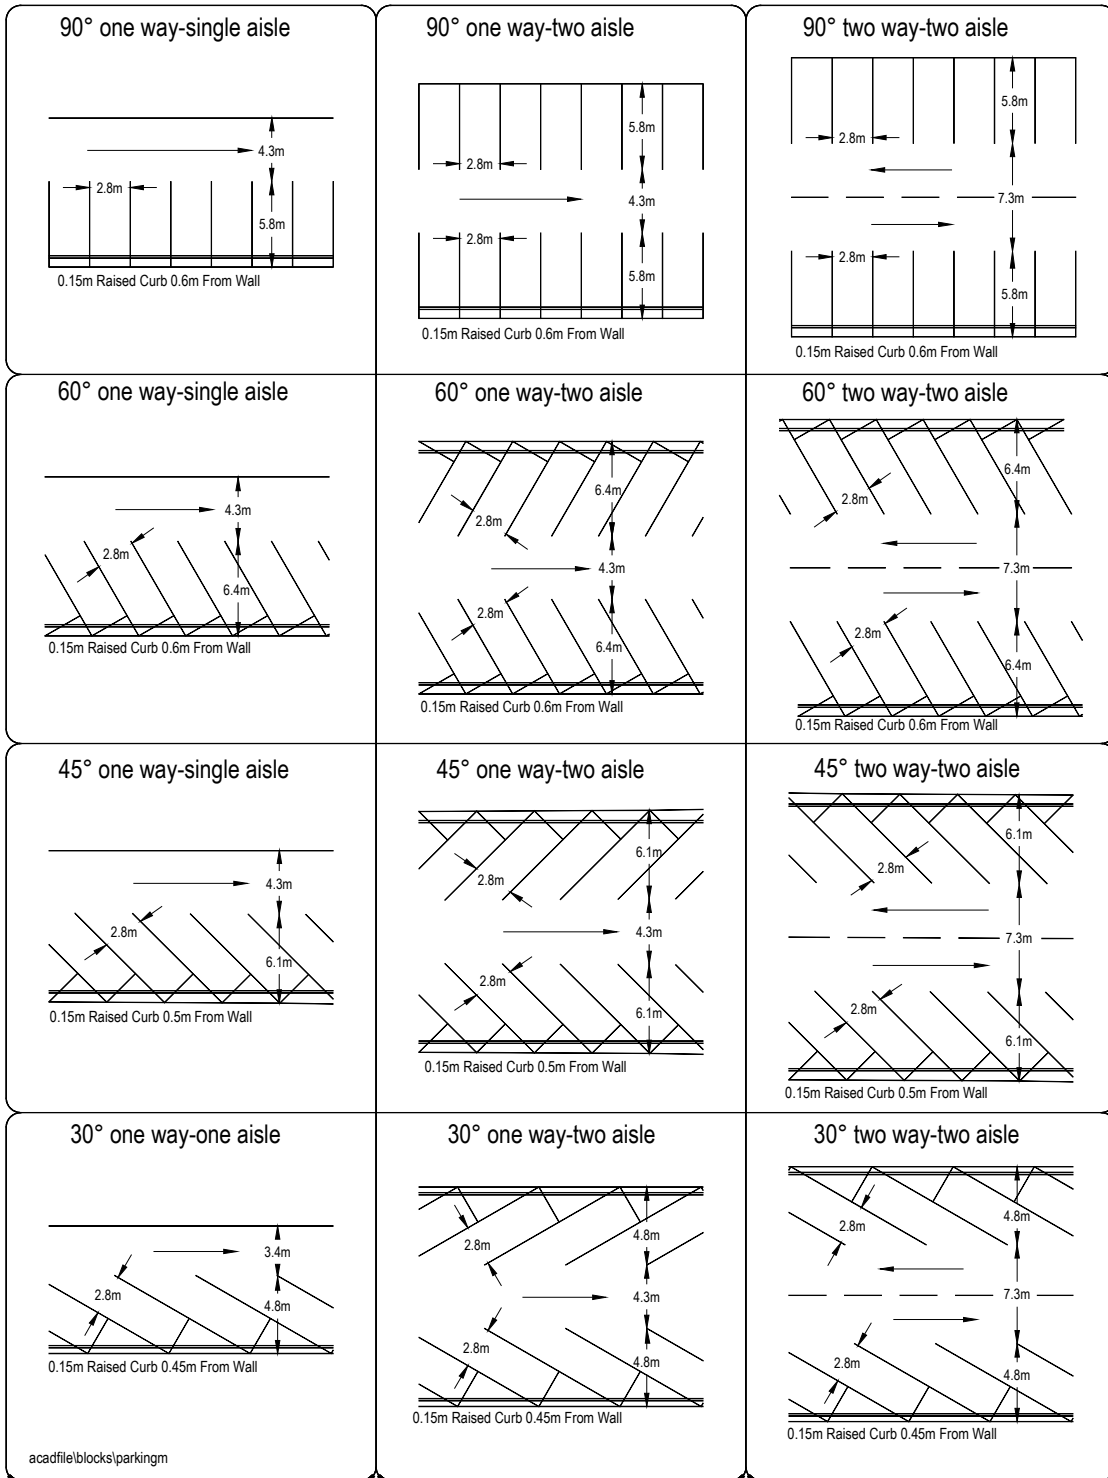 90° one way-single aisle
4.3m
2.8m
5.8m
0.15m Raised Curb 0.6m From Wall
90° one way-two aisle
5.8m
2.8m
4.3m
2.8m
5.8m
0.15m Raised Curb 0.6m From Wall
90° two way-two aisle
5.8m
2.8m
7.3m
2.8m
5.8m
0.15m Raised Curb 0.6m From Wall
60° one way-single aisle
4.3m
2.8m
6.4m
0.15m Raised Curb 0.6m From Wall
60° one way-two aisle
6.4m
2.8m
4.3m
2.8m
6.4m
0.15m Raised Curb 0.6m From Wall
60° two way-two aisle
6.4m
2.8m
7.3m
2.8m
6.4m
0.15m Raised Curb 0.6m From Wall
45° one way-single aisle
4.3m
2.8m
6.1m
0.15m Raised Curb 0.5m From Wall
45° one way-two aisle
6.1m
2.8m
4.3m
2.8m
6.1m
0.15m Raised Curb 0.5m From Wall
45° two way-two aisle
6.1m
2.8m
7.3m
2.8m
6.1m
0.15m Raised Curb 0.5m From Wall
30° one way-one aisle
3.4m
2.8m
4.8m
0.15m Raised Curb 0.45m From Wall
30° one way-two aisle
4.8m
2.8m
4.3m
2.8m
4.8m
0.15m Raised Curb 0.45m From Wall
30° two way-two aisle
4.8m
2.8m
7.3m
2.8m
4.8m
0.15m Raised Curb 0.45m From Wall
acadfile\blocks\parkingm